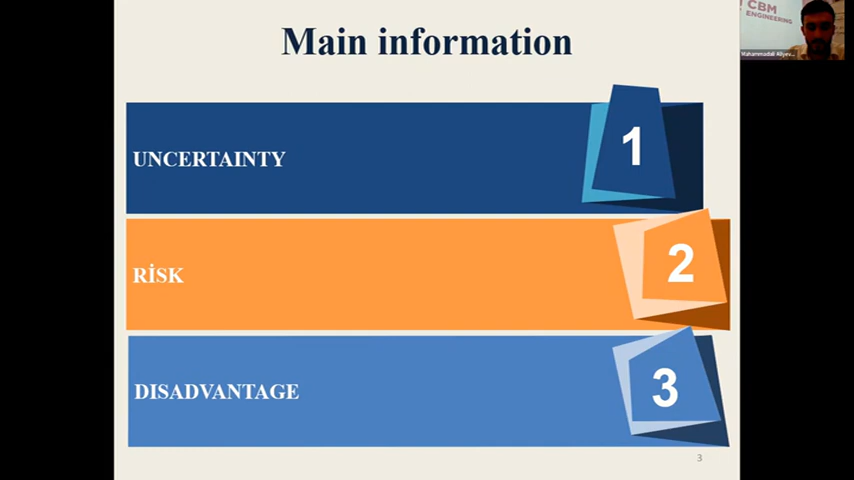 Main information
CBM
ENGINEERING
UNCERTAINTY
1
RİSK
2
DISADVANTAGE
3
3